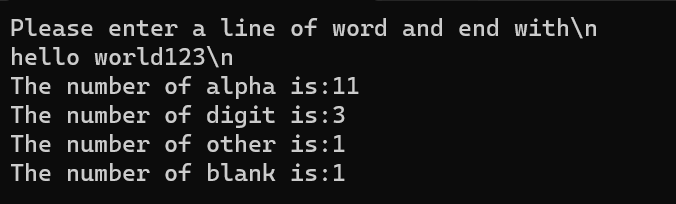 Please enter a line of word and end with\n
hello world123\n
The number of alpha is:11
The number of digit is:3
The number of other is:1
The number of blank is:1